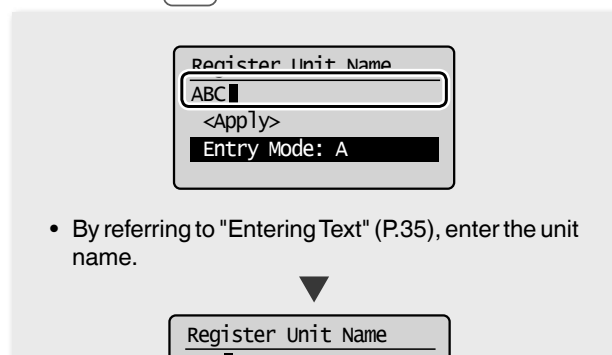 Register Unit Name
ABC
<Apply>
Entry Mode: A
• By referring to "Entering Text" (P.35), enter the unit
name.
Register Unit Name